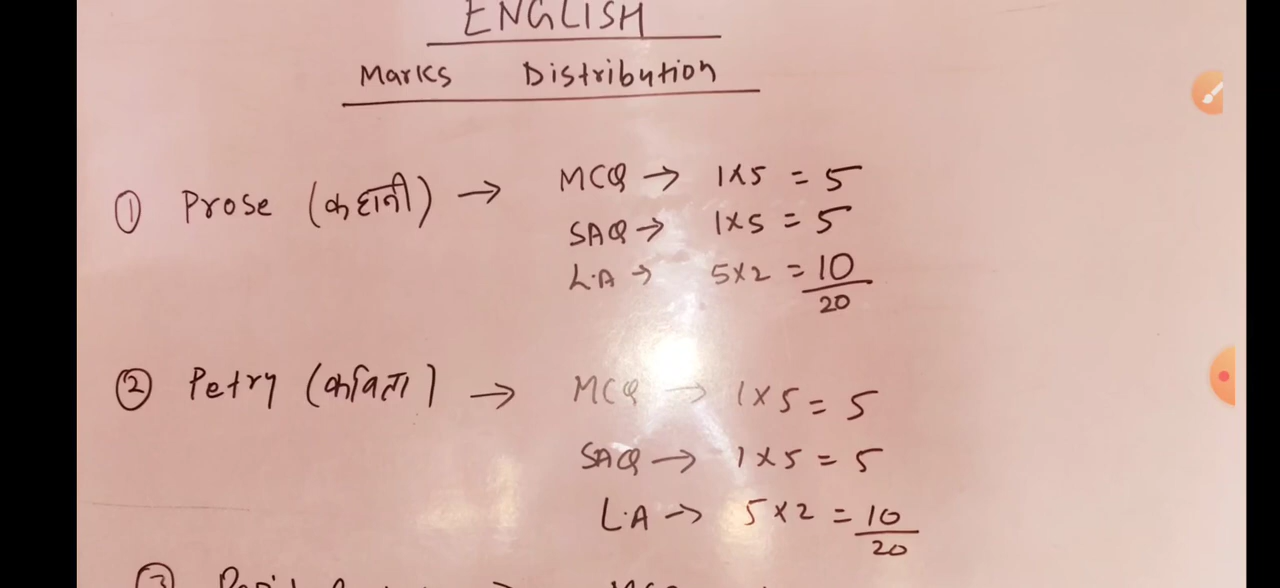 ENGLISH
Marks Distribution
① Prose (कहानी) → MCQ → 1x5 = 5
SAQ → 1x5 = 5
L.A → 5x2 = 10
20
② Petry (कविता) → MCQ → 1x5 = 5
SAQ → 1x5 = 5
L.A → 5x2 = 10
20
③